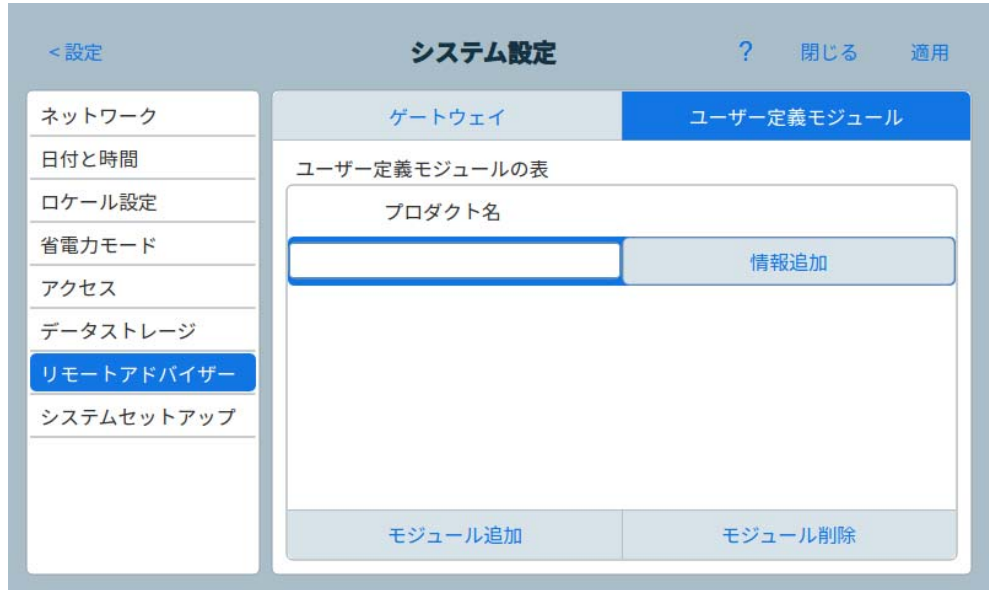 <設定 システム設定 ? 閉じる 適用
ネットワーク
日付と時間
ロケール設定
省電力モード
アクセス
データストレージ
リモートアドバイザー
システムセットアップ
ゲートウェイ ユーザー定義モジュール
ユーザー定義モジュールの表
プロダクト名
情報追加
モジュール追加 モジュール削除